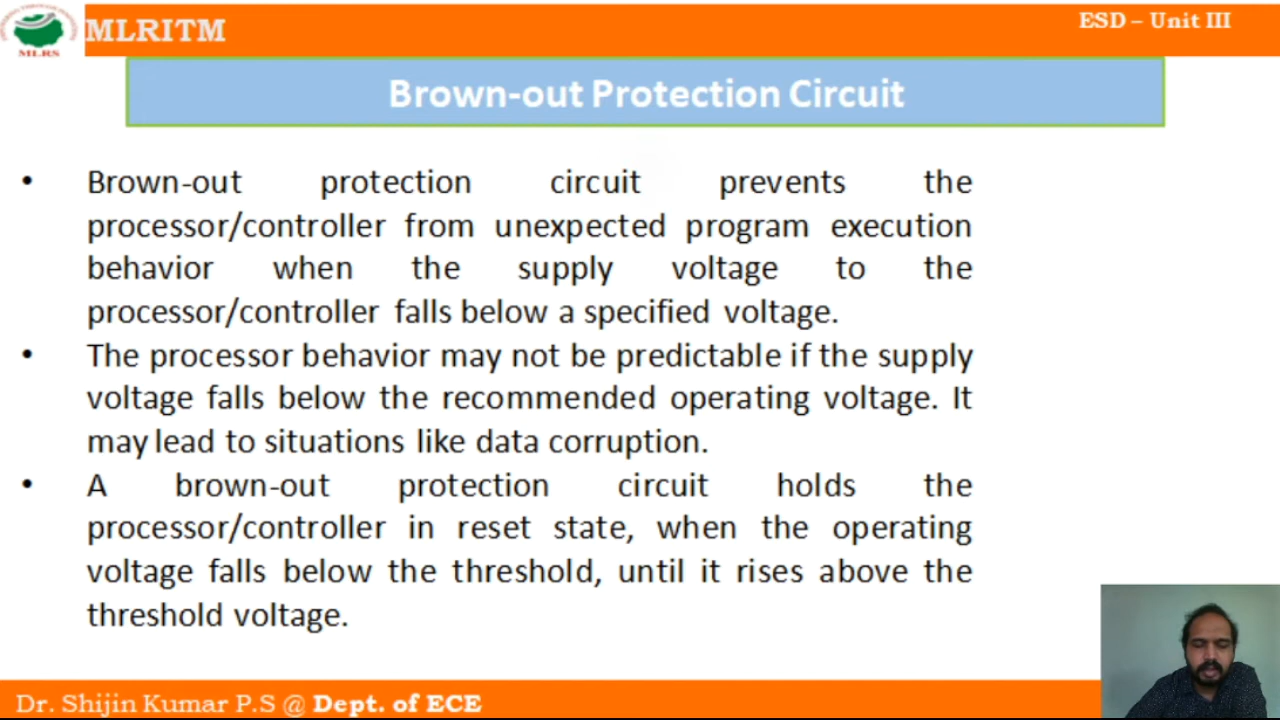 MLRITM
ESD – Unit III
MLRS
Brown-out Protection Circuit
• Brown-out protection circuit prevents the
processor/controller from unexpected program execution
behavior when the supply voltage to the
processor/controller falls below a specified voltage.
• The processor behavior may not be predictable if the supply
voltage falls below the recommended operating voltage. It
may lead to situations like data corruption.
• A brown-out protection circuit holds the
processor/controller in reset state, when the operating
voltage falls below the threshold, until it rises above the
threshold voltage.
Dr. Shijin Kumar P.S @ Dept. of ECE